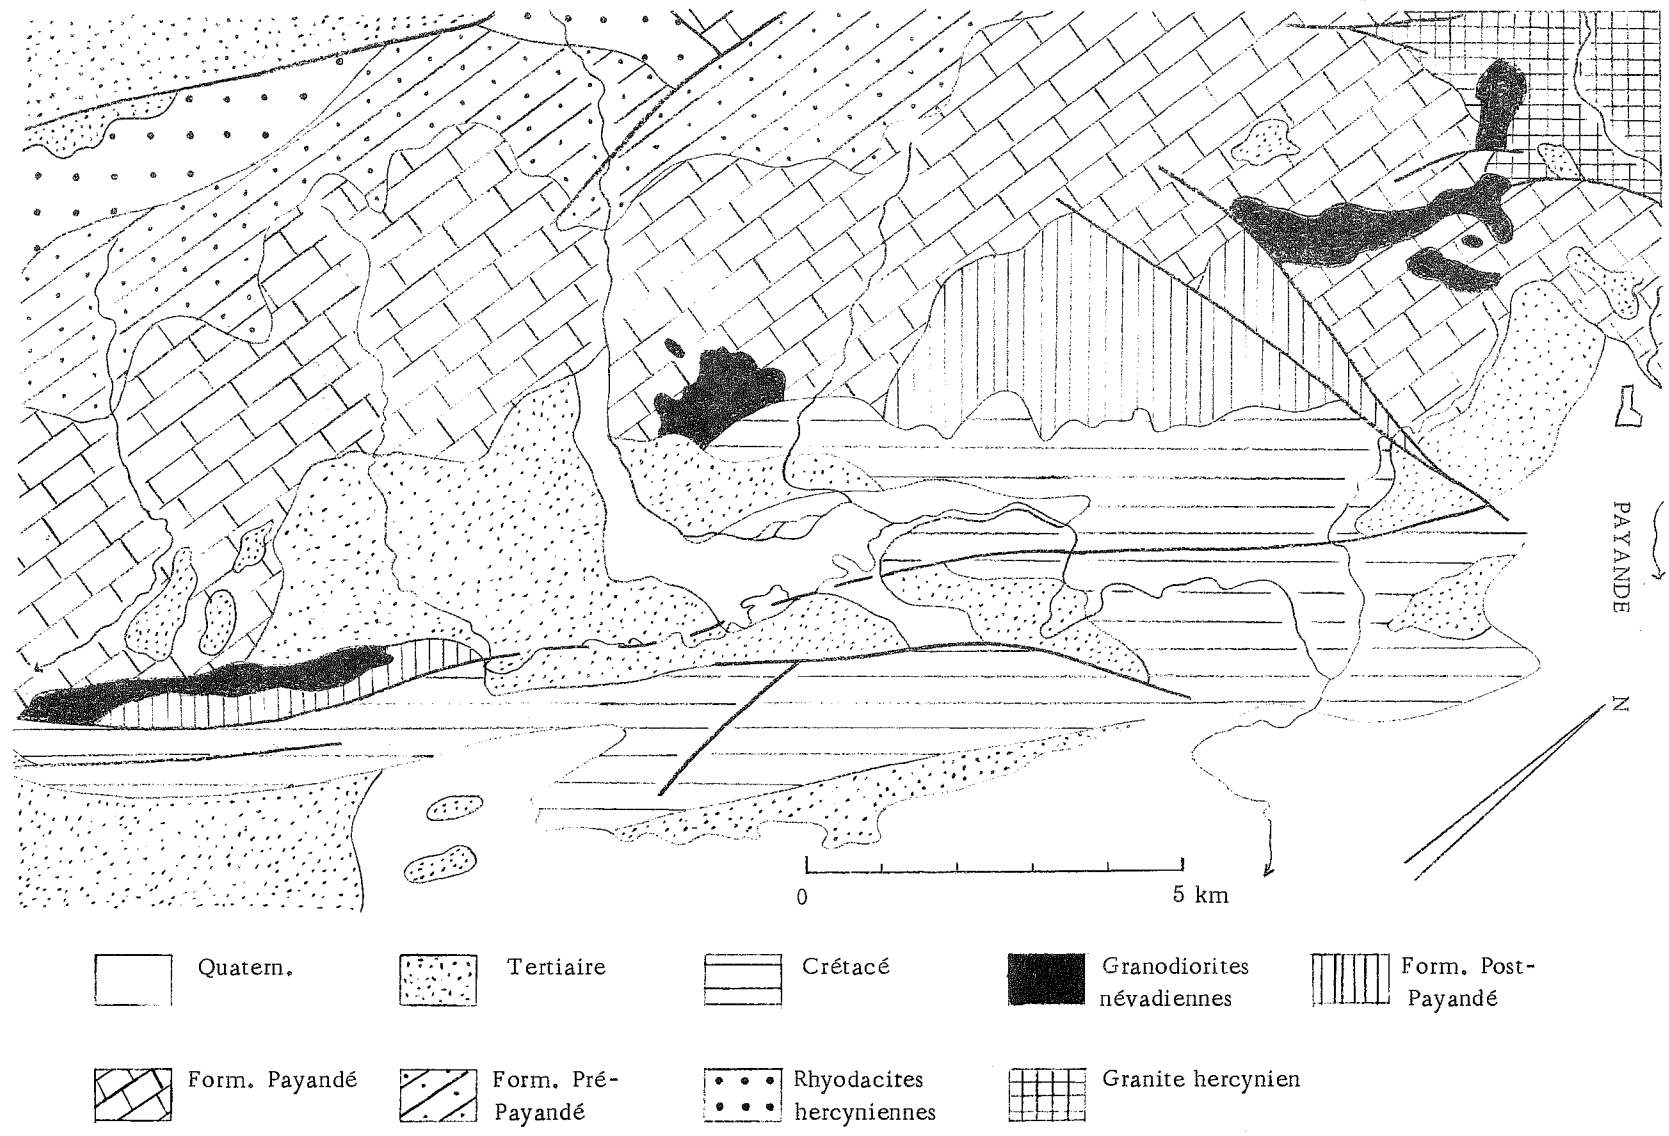 PAYANDE
N
0
5 km
Quatern.
Tertiaire
Crétacé
Granodiorites
névadiennes
Form. Post-
Payandé
Form. Payandé
Form. Pré-
Payandé
Rhyodacites
hercyniennes
Granite hercynien